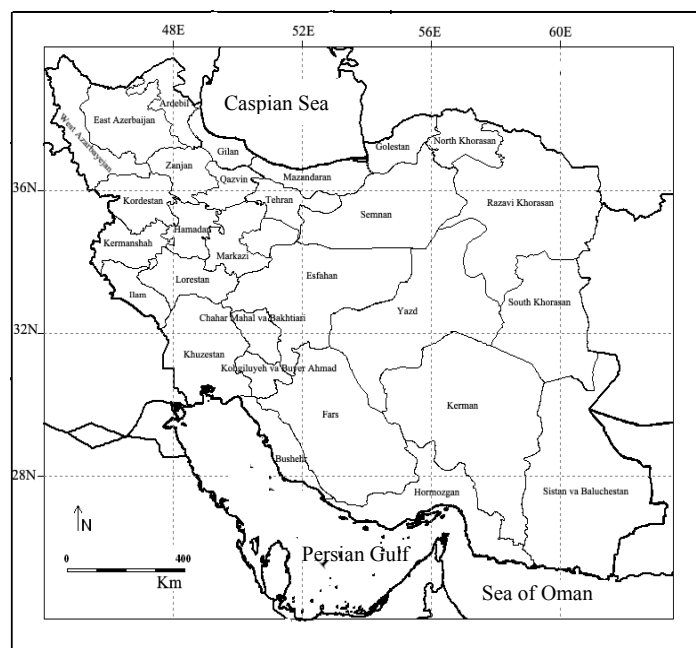 48E 52E 56E 60E
Caspian Sea
Ardebil
East Azerbaijan
West Azarbayejan
Gilan
Golestan
North Khorasan
Zanjan
Qazvin
Mazandaran
36N
Tehran
Kordestan
Semnan
Razavi Khorasan
Hamadan
Kermanshah
Markazi
Lorestan
Esfahan
Ilam
South Khorasan
Chahar Mahal va Bakhtiari
Yazd
32N
Khuzestan
Kohgiluyeh va Buyer Ahmad
Kerman
Fars
Bushehr
28N
Hormozgan
Sistan va Baluchestan
N
Persian Gulf
0 400
Km
Sea of Oman